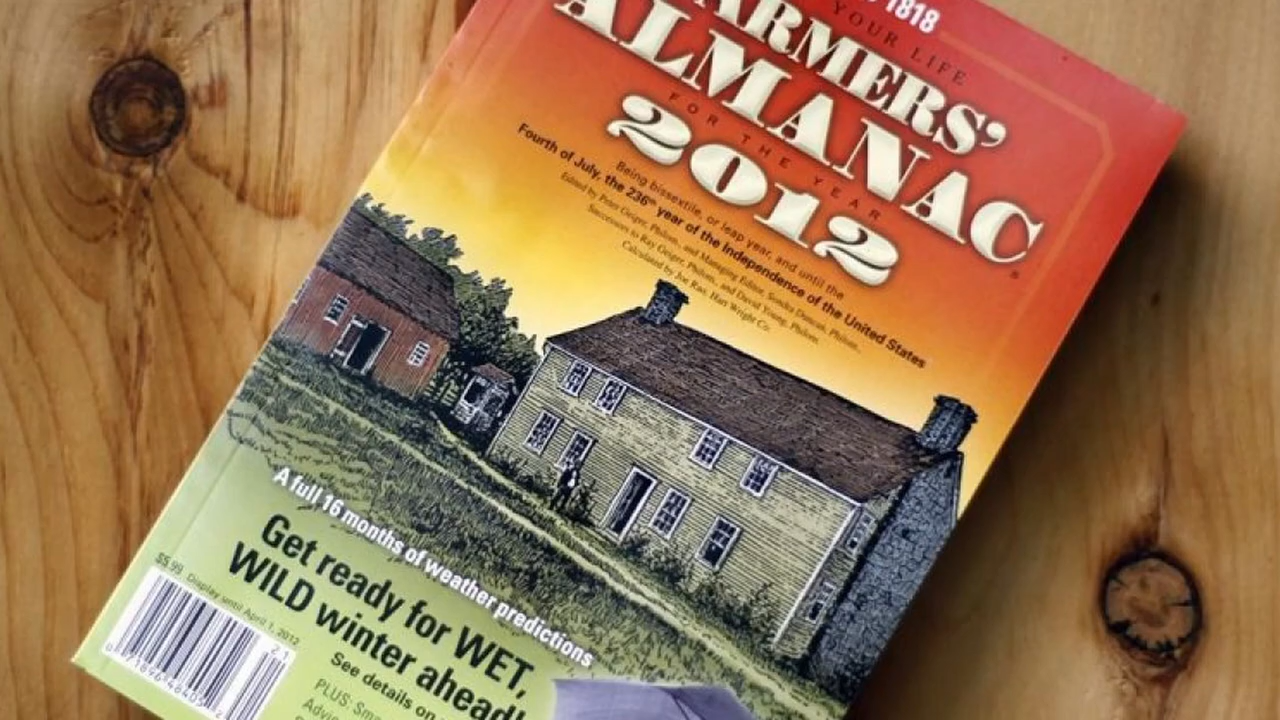 1818
YOUR LIFE
FARMERS'
ALMANAC
FOR THE YEAR
2012
Being bissextile, or leap year, and until the
Fourth of July, the 236th year of the Independence of the United States
Edited by Peter Geiger, Philom., and Managing Editor, Sondra Duncan, Philom.,
Successors to Ray Geiger, Philom., and David Young, Philom.
Calculated by Joe Rao, Hart Wright Co.
A full 16 months of weather predictions
Get ready for WET,
WILD winter ahead!
See details on
PLUS:
$5.99 Display until April 1, 2012